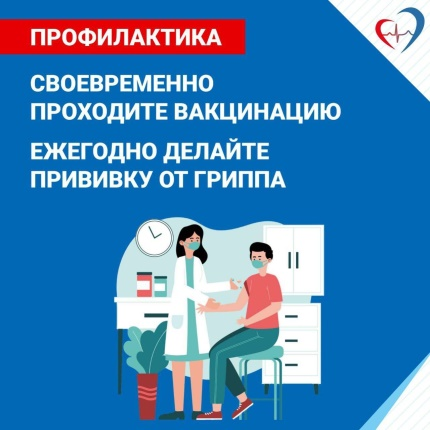 ПРОФИЛАКТИКА
СВОЕВРЕМЕННО
ПРОХОДИТЕ ВАКЦИНАЦИЮ
ЕЖЕГОДНО ДЕЛАЙТЕ
ПРИВИВКУ ОТ ГРИППА